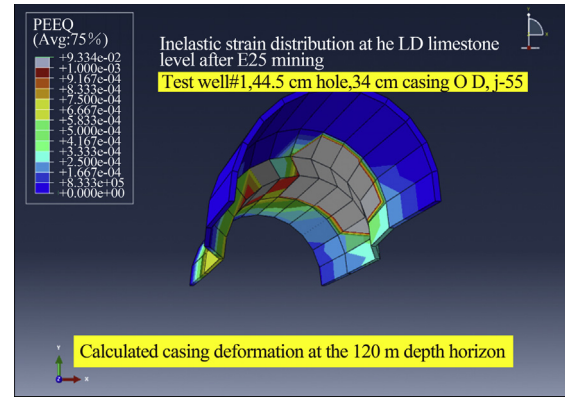 PEEQ
(Avg:75%)
+9.334e-02
+1.000e-03
+9.167e-04
+8.333e-04
+7.500e-04
+6.667e-04
+5.833e-04
+5.000e-04
+4.167e-04
+3.333e-04
+2.500e-04
+1.667e-04
+8.333e+05
+0.000e+00
Inelastic strain distribution at he LD limestone
level after E25 mining
Test well#1,44.5 cm hole,34 cm casing O D, j-55
Y
X
Z
Calculated casing deformation at the 120 m depth horizon